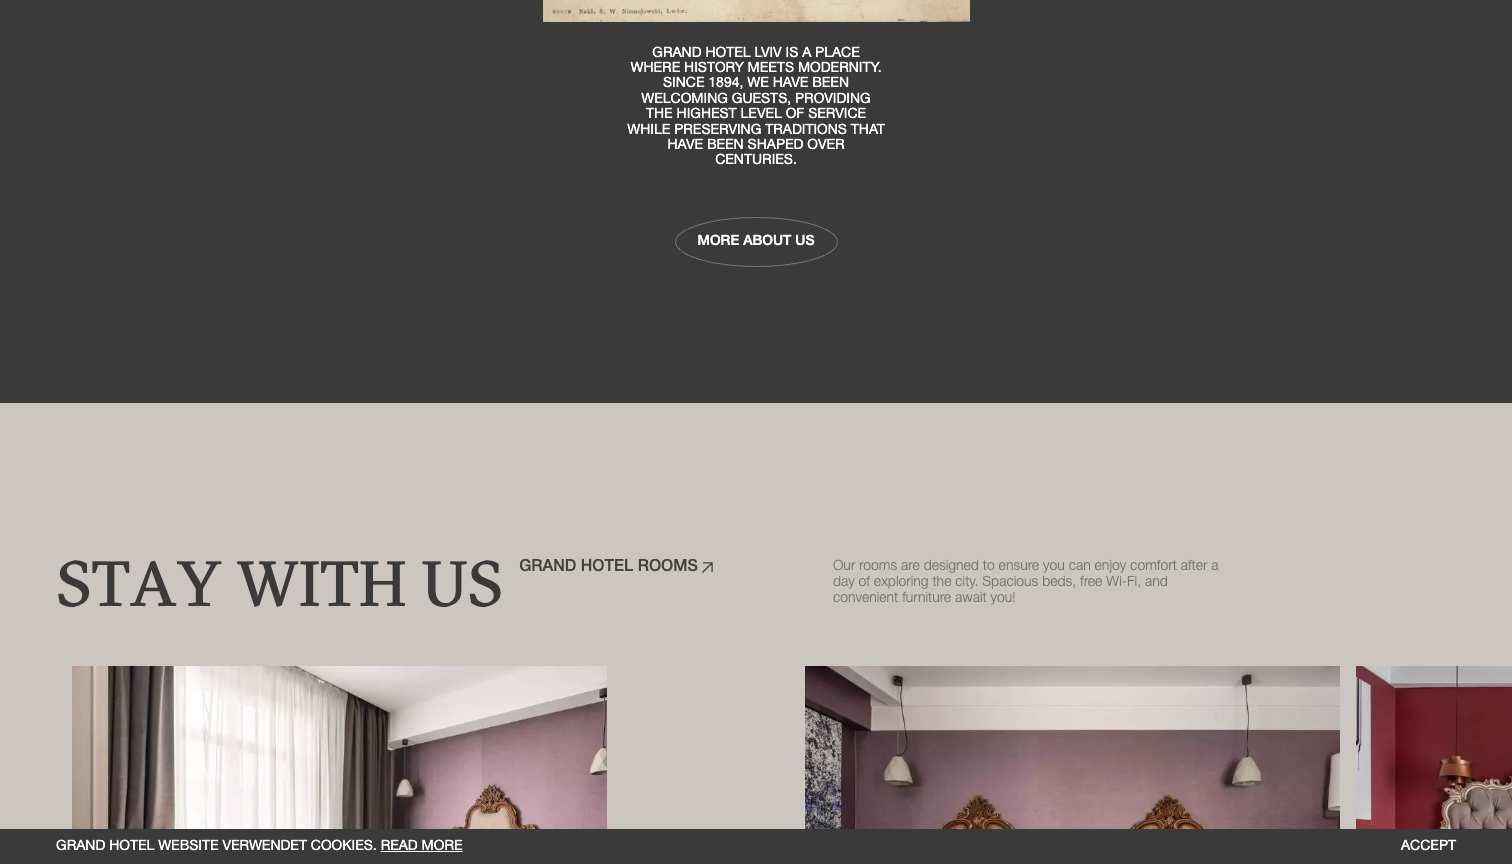 Nakł. S. W. Niemojowski, Lwów.
GRAND HOTEL LVIV IS A PLACE
WHERE HISTORY MEETS MODERNITY.
SINCE 1894, WE HAVE BEEN
WELCOMING GUESTS, PROVIDING
THE HIGHEST LEVEL OF SERVICE
WHILE PRESERVING TRADITIONS THAT
HAVE BEEN SHAPED OVER
CENTURIES.
MORE ABOUT US
STAY WITH US
GRAND HOTEL ROOMS
Our rooms are designed to ensure you can enjoy comfort after a
day of exploring the city. Spacious beds, free Wi-Fi, and
convenient furniture await you!
GRAND HOTEL WEBSITE VERWENDET COOKIES. READ MORE
ACCEPT